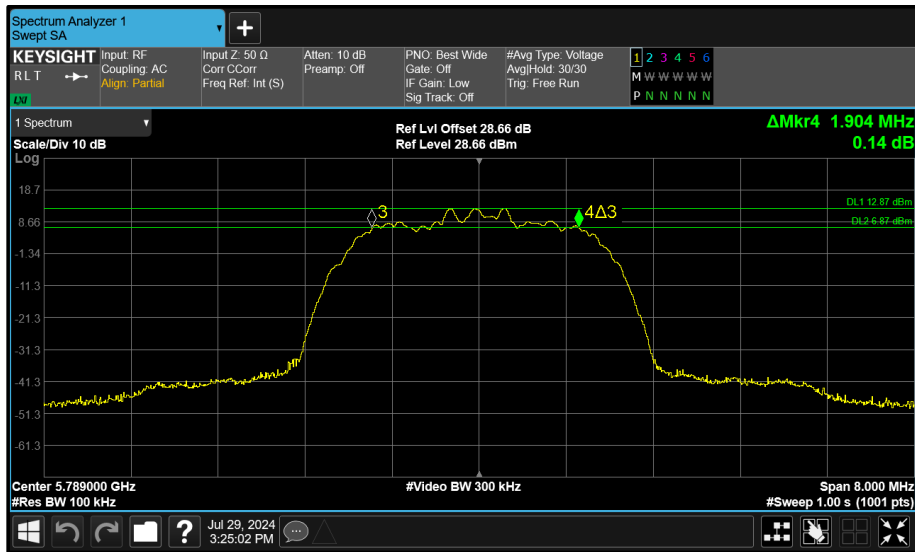 Spectrum Analyzer 1
Swept SA
+
KEYSIGHT Input: RF Input Z: 50 Ω Atten: 10 dB PNO: Best Wide #Avg Type: Voltage 1 2 3 4 5 6
R L T Coupling: AC Corr CCorr Preamp: Off Gate: Off Avg|Hold: 30/30 M W W W W W
Align: Partial Freq Ref: Int (S) IF Gain: Low Trig: Free Run
LXI Sig Track: Off P N N N N N
1 Spectrum
ΔMkr4 1.904 MHz
Ref Lvl Offset 28.66 dB
Scale/Div 10 dB Ref Level 28.66 dBm 0.14 dB
Log
18.7
DL1 12.87 dBm
3 4Δ3
8.66 DL2 6.87 dBm
-1.34
-11.3
-21.3
-31.3
-41.3
-51.3
-61.3
Center 5.789000 GHz #Video BW 300 kHz Span 8.000 MHz
#Res BW 100 kHz #Sweep 1.00 s (1001 pts)
? Jul 29, 2024
3:25:02 PM